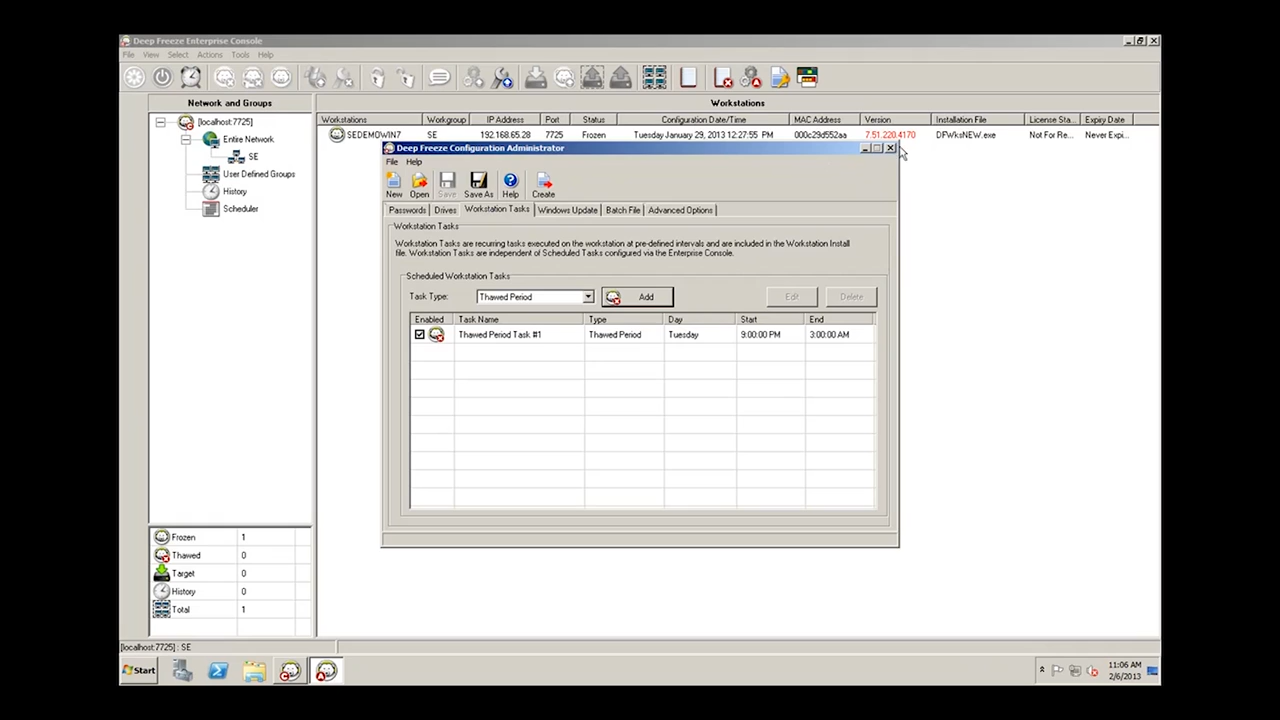 Deep Freeze Enterprise Console
File View Select Actions Tools Help
Network and Groups
Workstations
[localhost:7725]
Entire Network
SE
User Defined Groups
History
Scheduler
Workstations Workgroup IP Address Port Status Configuration Date/Time MAC Address Version Installation File License Sta... Expiry Date
SEDEMOWIN7 SE 192.168.65.28 7725 Frozen Tuesday January 29, 2013 12:27:55 PM 000c29d552aa 7.51.220.4170 DFWksNEW.exe Not For Re... Never Expi...
Deep Freeze Configuration Administrator
File Help
New Open Save Save As Help Create
Passwords Drives Workstation Tasks Windows Update Batch File Advanced Options
Workstation Tasks
Workstation Tasks are recurring tasks executed on the workstation at pre-defined intervals and are included in the Workstation Install
file. Workstation Tasks are independent of Scheduled Tasks configured via the Enterprise Console.
Scheduled Workstation Tasks
Task Type: Thawed Period Add Edit Delete
Enabled Task Name Type Day Start End
Thawed Period Task #1 Thawed Period Tuesday 9:00:00 PM 3:00:00 AM
Frozen 1
Thawed 0
Target 0
History 0
Total 1
[localhost:7725] : SE
Start
11:06 AM
2/6/2013